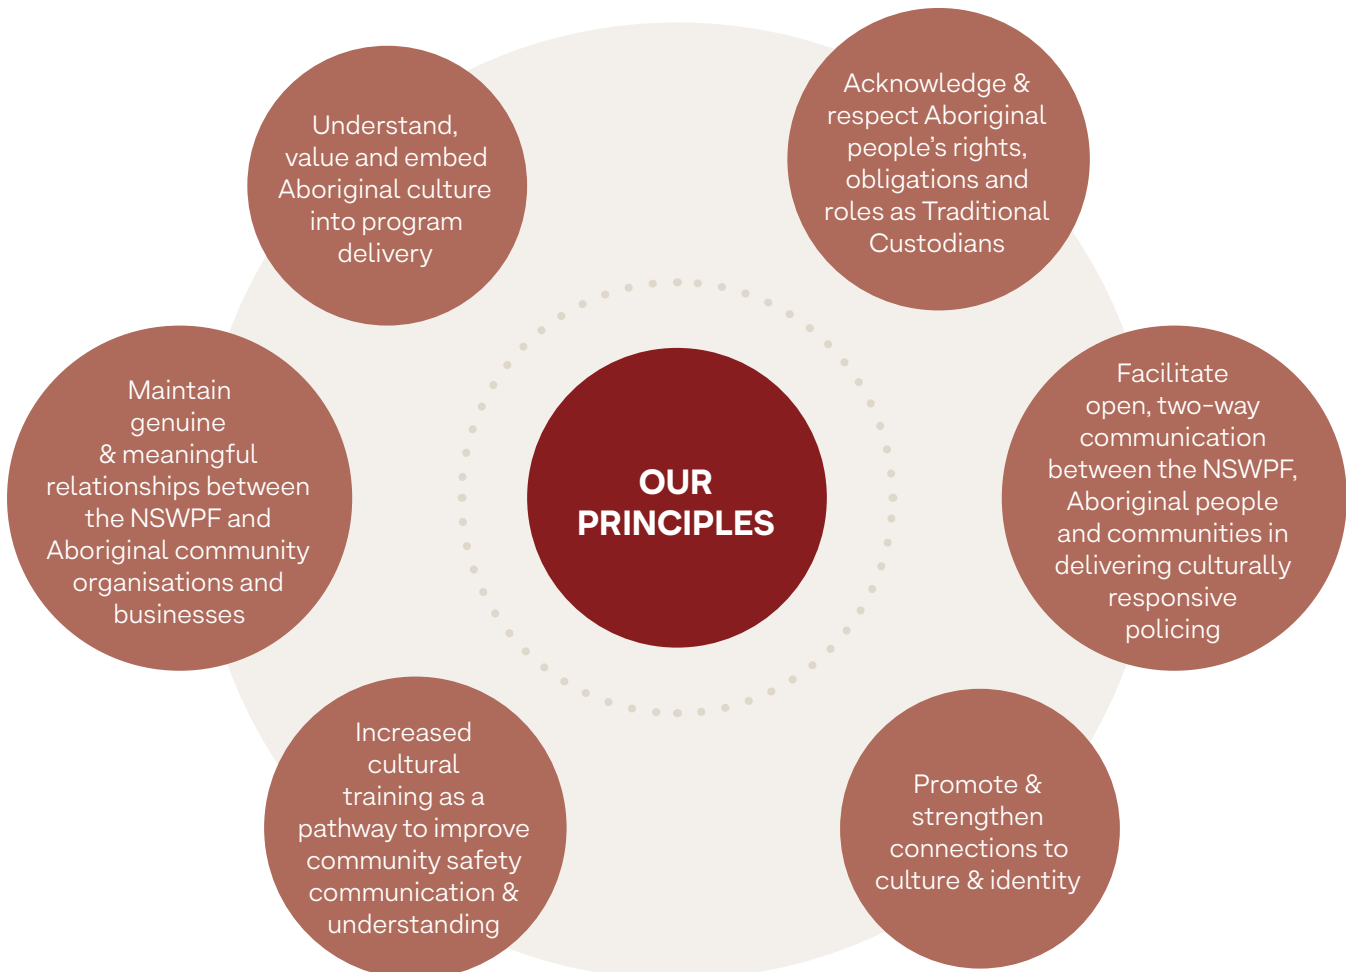 Acknowledge &
respect Aboriginal
people’s rights,
obligations and
roles as Traditional
Custodians
Understand,
value and embed
Aboriginal culture
into program
delivery
Facilitate
open, two-way
communication
between the NSWPF,
Aboriginal people
and communities in
delivering culturally
responsive
policing
Maintain
genuine
& meaningful
relationships between
the NSWPF and
Aboriginal community
organisations and
businesses
OUR
PRINCIPLES
Increased
cultural
training as a
pathway to improve
community safety
communication &
understanding
Promote &
strengthen
connections to
culture & identity